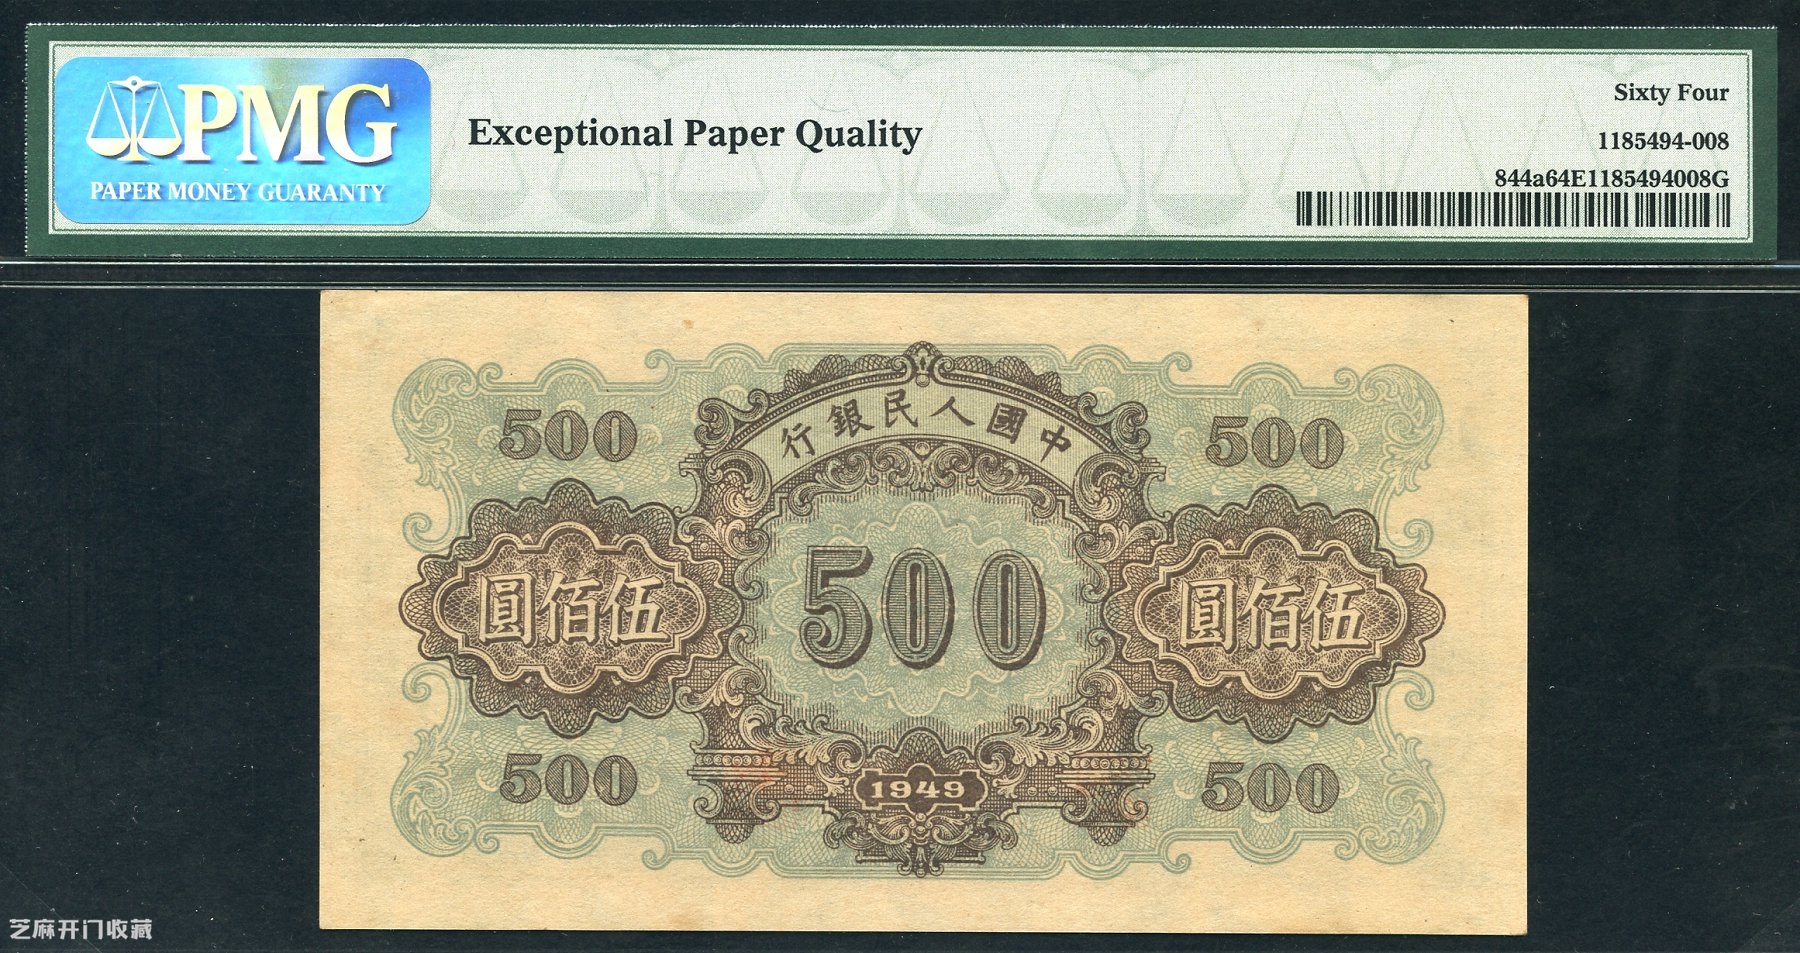 PMG
PAPER MONEY GUARANTY
Exceptional Paper Quality
Sixty Four
1185494-008
844a64E1185494008G
中國人民銀行
500
500
伍佰圓
500
伍佰圓
500
500
1949
芝麻开门收藏